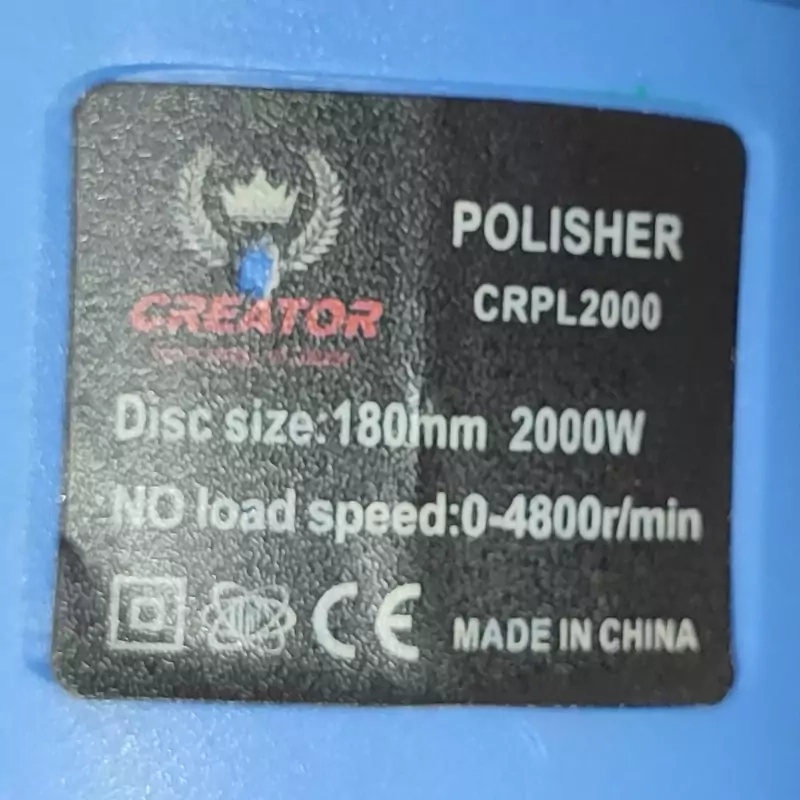 POLISHER
CREATOR
CRPL2000
Disc size:180mm 2000W
NO load speed:0-4800r/min
CE
MADE IN CHINA